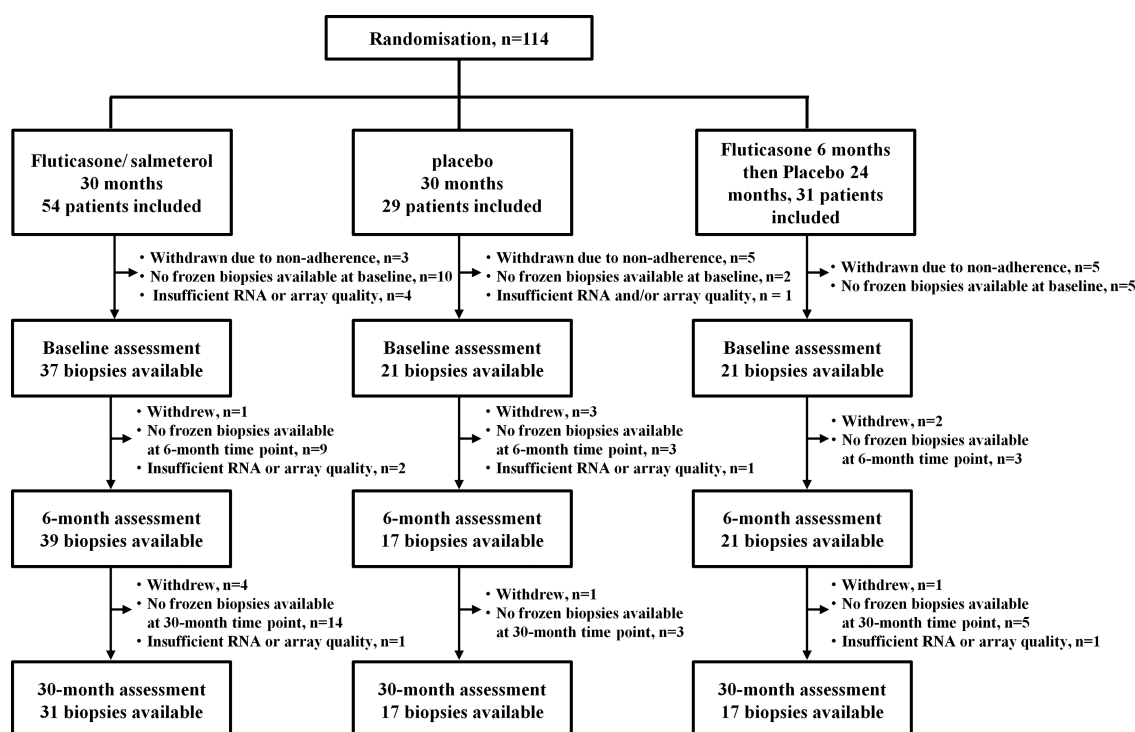 Randomisation, n=114
Fluticasone/ salmeterol
30 months
54 patients included
placebo
30 months
29 patients included
Fluticasone 6 months
then Placebo 24
months, 31 patients
included
· Withdrawn due to non-adherence, n=3
· No frozen biopsies available at baseline, n=10
· Insufficient RNA or array quality, n=4
· Withdrawn due to non-adherence, n=5
· No frozen biopsies available at baseline, n=2
· Insufficient RNA and/or array quality, n = 1
· Withdrawn due to non-adherence, n=5
· No frozen biopsies available at baseline, n=5
Baseline assessment
37 biopsies available
Baseline assessment
21 biopsies available
Baseline assessment
21 biopsies available
· Withdrew, n=1
· No frozen biopsies available
at 6-month time point, n=9
· Insufficient RNA or array quality, n=2
· Withdrew, n=3
· No frozen biopsies available
at 6-month time point, n=3
· Insufficient RNA or array quality, n=1
· Withdrew, n=2
· No frozen biopsies available
at 6-month time point, n=3
6-month assessment
39 biopsies available
6-month assessment
17 biopsies available
6-month assessment
21 biopsies available
· Withdrew, n=4
· No frozen biopsies available
at 30-month time point, n=14
· Insufficient RNA or array quality, n=1
· Withdrew, n=1
· No frozen biopsies available
at 30-month time point, n=3
· Withdrew, n=1
· No frozen biopsies available
at 30-month time point, n=5
· Insufficient RNA or array quality, n=1
30-month assessment
31 biopsies available
30-month assessment
17 biopsies available
30-month assessment
17 biopsies available